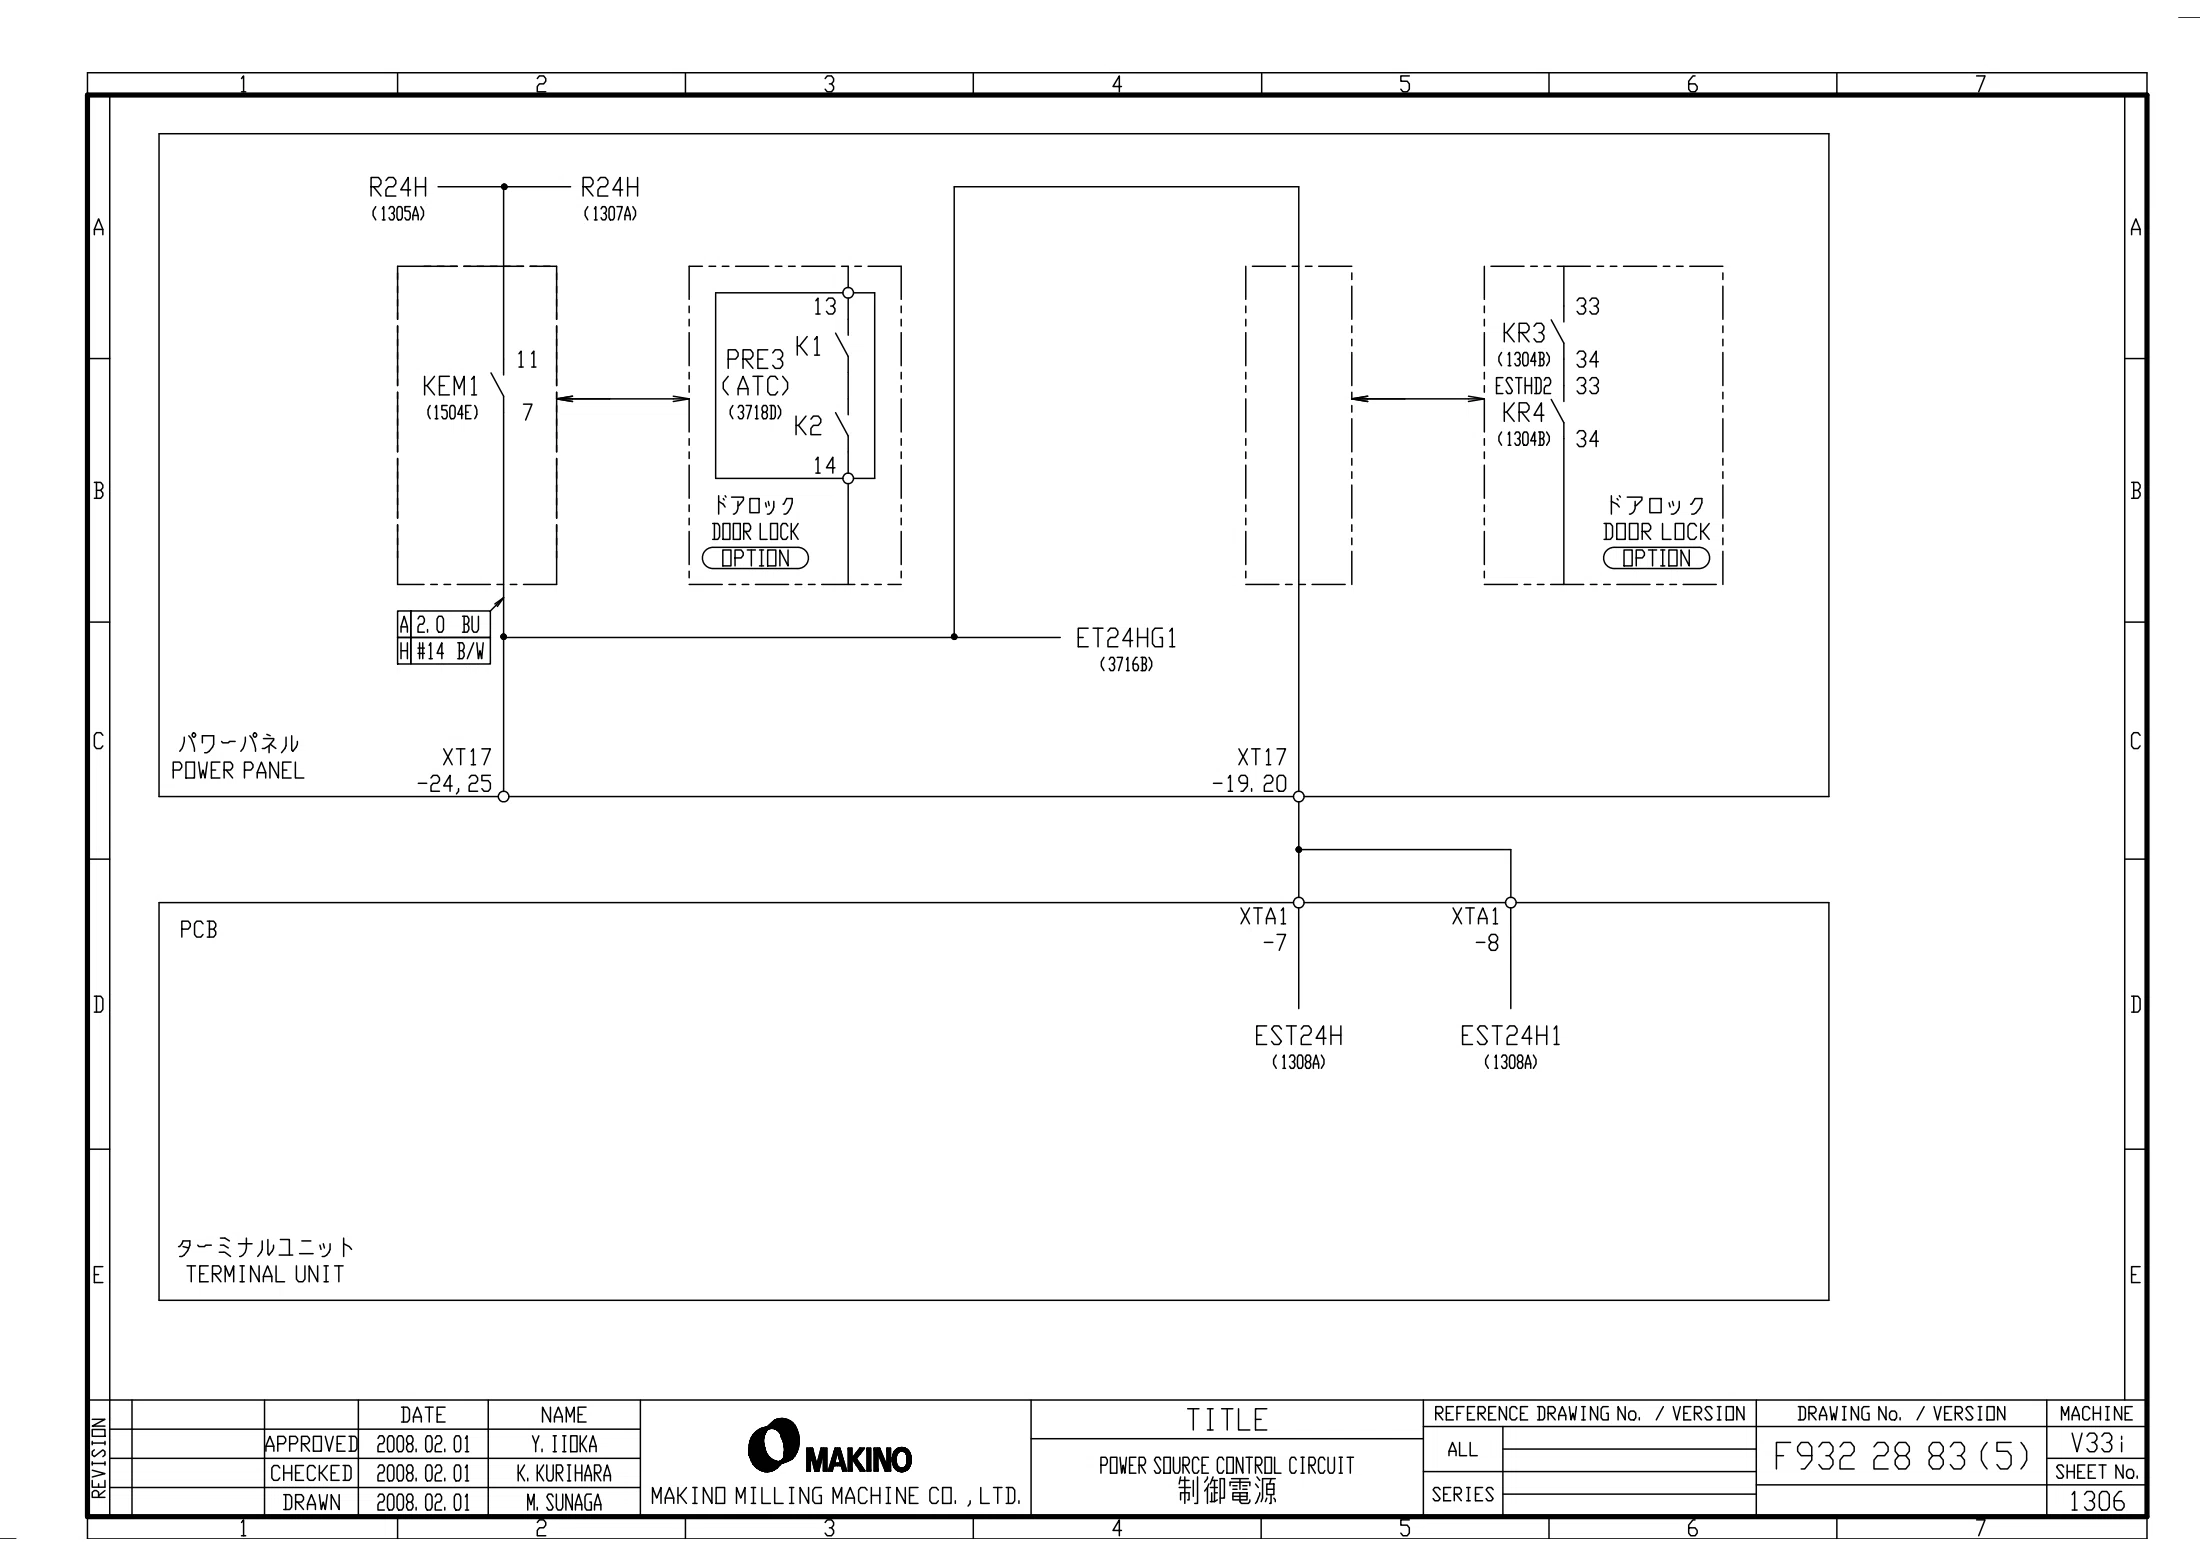 1 2 3 4 5 6 7
A A
B B
C C
D D
E E
R24H
(1305A)
R24H
(1307A)
KEM1
(1504E)
11
7
13
K1
PRE3
(ATC)
(3718D)
K2
14
ドアロック
DOOR LOCK
OPTION
33
KR3
(1304B)
34
ESTHD2
33
KR4
(1304B)
34
ドアロック
DOOR LOCK
OPTION
A 2.0 BU
H #14 B/W
ET24HG1
(3716B)
パワーパネル
POWER PANEL
XT17
-24,25
XT17
-19.20
PCB
XTA1
-7
XTA1
-8
EST24H
(1308A)
EST24H1
(1308A)
ターミナルユニット
TERMINAL UNIT
REVISION
DATE NAME
APPROVED 2008.02.01 Y. IIOKA
CHECKED 2008.02.01 K. KURIHARA
DRAWN 2008.02.01 M. SUNAGA
MAKINO
MAKINO MILLING MACHINE CO.,LTD.
TITLE
POWER SOURCE CONTROL CIRCUIT
制御電源
REFERENCE DRAWING No. / VERSION
ALL
SERIES
DRAWING No. / VERSION
F932 28 83(5)
MACHINE
V33i
SHEET No.
1306
1 2 3 4 5 6 7